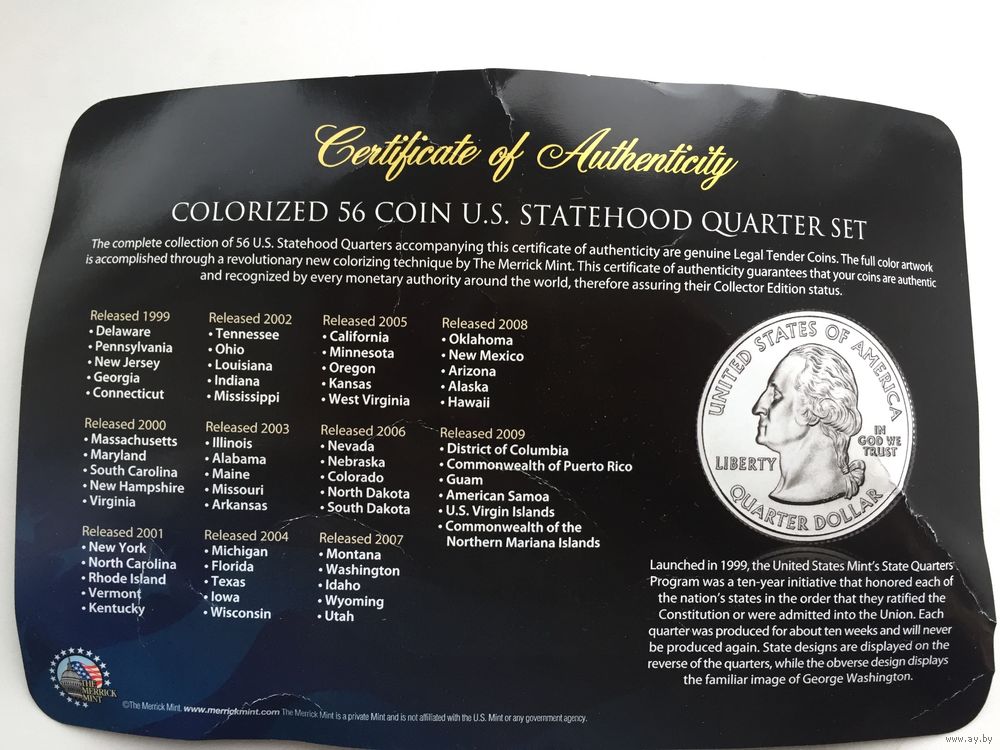 Certificate of Authenticity
COLORIZED 56 COIN U.S. STATEHOOD QUARTER SET
The complete collection of 56 U.S. Statehood Quarters accompanying this certificate of authenticity are genuine Legal Tender Coins. The full color artwork
is accomplished through a revolutionary new colorizing technique by The Merrick Mint. This certificate of authenticity guarantees that your coins are authentic
and recognized by every monetary authority around the world, therefore assuring their Collector Edition status.
Released 1999
• Delaware
• Pennsylvania
• New Jersey
• Georgia
• Connecticut
Released 2000
• Massachusetts
• Maryland
• South Carolina
• New Hampshire
• Virginia
Released 2001
• New York
• North Carolina
• Rhode Island
• Vermont
• Kentucky
Released 2002
• Tennessee
• Ohio
• Louisiana
• Indiana
• Mississippi
Released 2003
• Illinois
• Alabama
• Maine
• Missouri
• Arkansas
Released 2004
• Michigan
• Florida
• Texas
• Iowa
• Wisconsin
Released 2005
• California
• Minnesota
• Oregon
• Kansas
• West Virginia
Released 2006
• Nevada
• Nebraska
• Colorado
• North Dakota
• South Dakota
Released 2007
• Montana
• Washington
• Idaho
• Wyoming
• Utah
Released 2008
• Oklahoma
• New Mexico
• Arizona
• Alaska
• Hawaii
Released 2009
• District of Columbia
• Commonwealth of Puerto Rico
• Guam
• American Samoa
• U.S. Virgin Islands
• Commonwealth of the
Northern Mariana Islands
UNITED STATES OF AMERICA
IN
GOD WE
TRUST
LIBERTY
QUARTER DOLLAR
Launched in 1999, the United States Mint's State Quarters
Program was a ten-year initiative that honored each of
the nation's states in the order that they ratified the
Constitution or were admitted into the Union. Each
quarter was produced for about ten weeks and will never
be produced again. State designs are displayed on the
reverse of the quarters, while the obverse design displays
the familiar image of George Washington.
THE
MERRICK
MINT
©The Merrick Mint. www.merrickmint.com The Merrick Mint is a private Mint and is not affiliated with the U.S. Mint or any government agency.
www.ay.by